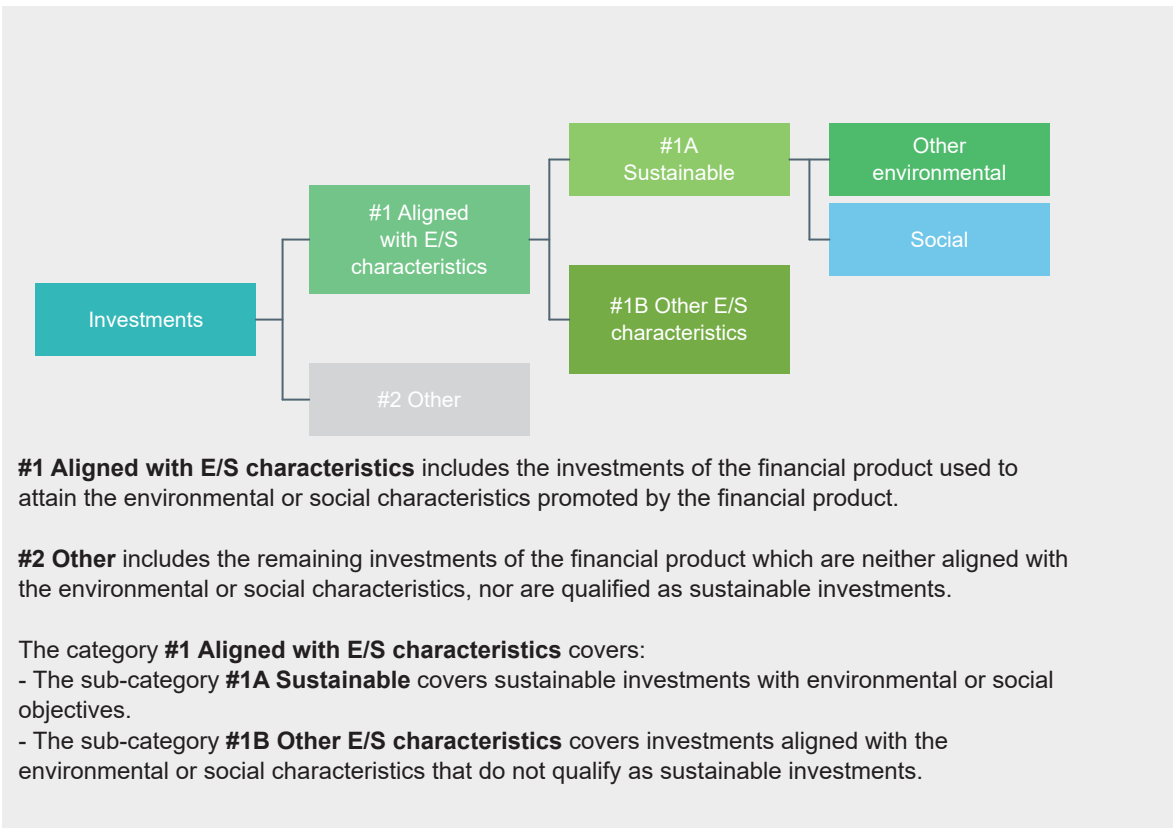 #1A
Sustainable
Other
environmental
#1 Aligned
with E/S
characteristics
Social
Investments
#1B Other E/S
characteristics
#2 Other
#1 Aligned with E/S characteristics includes the investments of the financial product used to
attain the environmental or social characteristics promoted by the financial product.
#2 Other includes the remaining investments of the financial product which are neither aligned with
the environmental or social characteristics, nor are qualified as sustainable investments.
The category #1 Aligned with E/S characteristics covers:
- The sub-category #1A Sustainable covers sustainable investments with environmental or social
objectives.
- The sub-category #1B Other E/S characteristics covers investments aligned with the
environmental or social characteristics that do not qualify as sustainable investments.